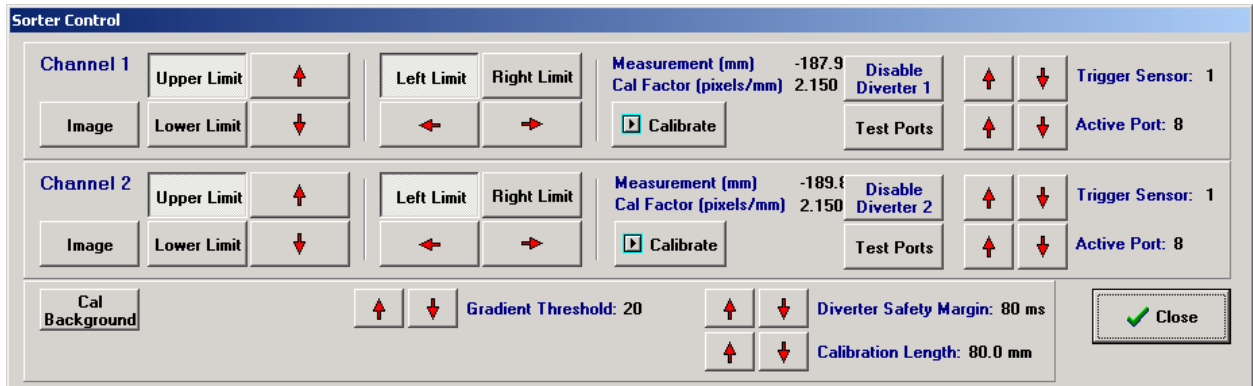 Sorter Control
Channel 1
Upper Limit
Left Limit Right Limit
Measurement (mm) -187.9
Cal Factor (pixels/mm) 2.150
Disable
Diverter 1
Trigger Sensor: 1
Image
Lower Limit
Calibrate
Test Ports
Active Port: 8
Channel 2
Upper Limit
Left Limit Right Limit
Measurement (mm) -189.8
Cal Factor (pixels/mm) 2.150
Disable
Diverter 2
Trigger Sensor: 1
Image
Lower Limit
Calibrate
Test Ports
Active Port: 8
Cal
Background
Gradient Threshold: 20
Diverter Safety Margin: 80 ms
Close
Calibration Length: 80.0 mm